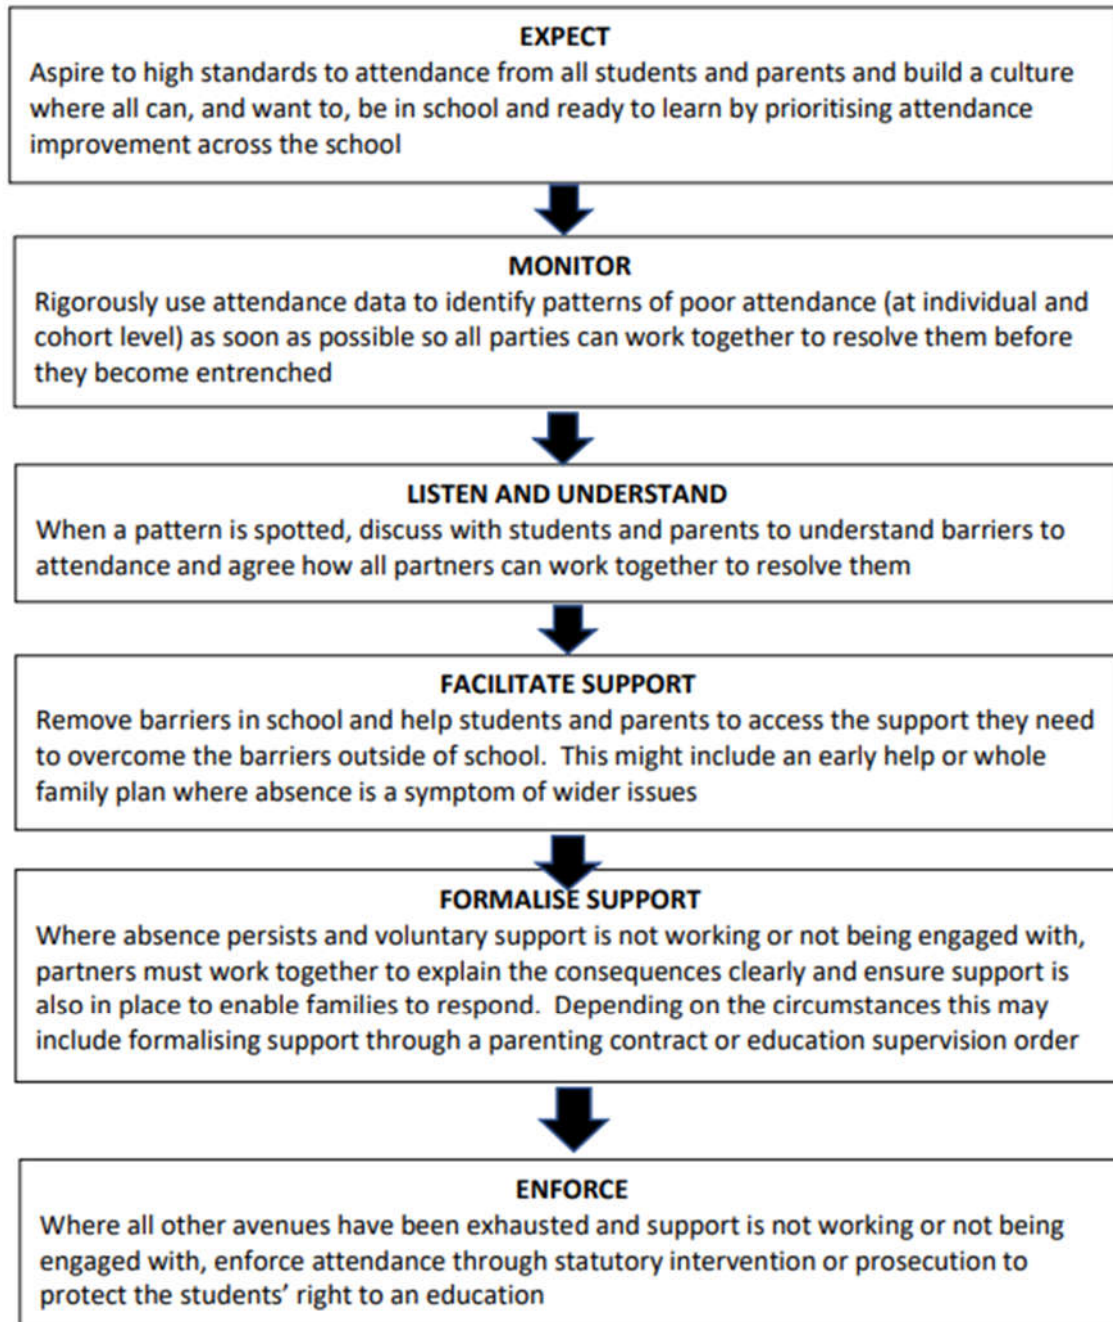 EXPECT
Aspire to high standards to attendance from all students and parents and build a culture
where all can, and want to, be in school and ready to learn by prioritising attendance
improvement across the school
MONITOR
Rigorously use attendance data to identify patterns of poor attendance (at individual and
cohort level) as soon as possible so all parties can work together to resolve them before
they become entrenched
LISTEN AND UNDERSTAND
When a pattern is spotted, discuss with students and parents to understand barriers to
attendance and agree how all partners can work together to resolve them
FACILITATE SUPPORT
Remove barriers in school and help students and parents to access the support they need
to overcome the barriers outside of school.  This might include an early help or whole
family plan where absence is a symptom of wider issues
FORMALISE SUPPORT
Where absence persists and voluntary support is not working or not being engaged with,
partners must work together to explain the consequences clearly and ensure support is
also in place to enable families to respond.  Depending on the circumstances this may
include formalising support through a parenting contract or education supervision order
ENFORCE
Where all other avenues have been exhausted and support is not working or not being
engaged with, enforce attendance through statutory intervention or prosecution to
protect the students’ right to an education